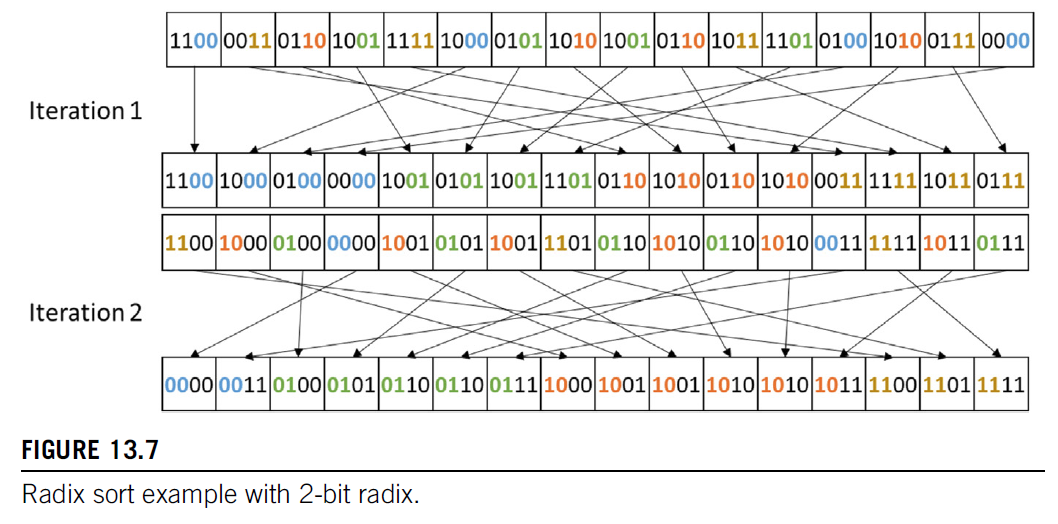 1100 0011 0110 1001 1111 1000 0101 1010 1001 0110 1011 1101 0100 1010 0111 0000
Iteration 1
1100 1000 0100 0000 1001 0101 1001 1101 0110 1010 0110 1010 0011 1111 1011 0111
1100 1000 0100 0000 1001 0101 1001 1101 0110 1010 0110 1010 0011 1111 1011 0111
Iteration 2
0000 0011 0100 0101 0110 0110 0111 1000 1001 1001 1010 1010 1011 1100 1101 1111
FIGURE 13.7
Radix sort example with 2-bit radix.